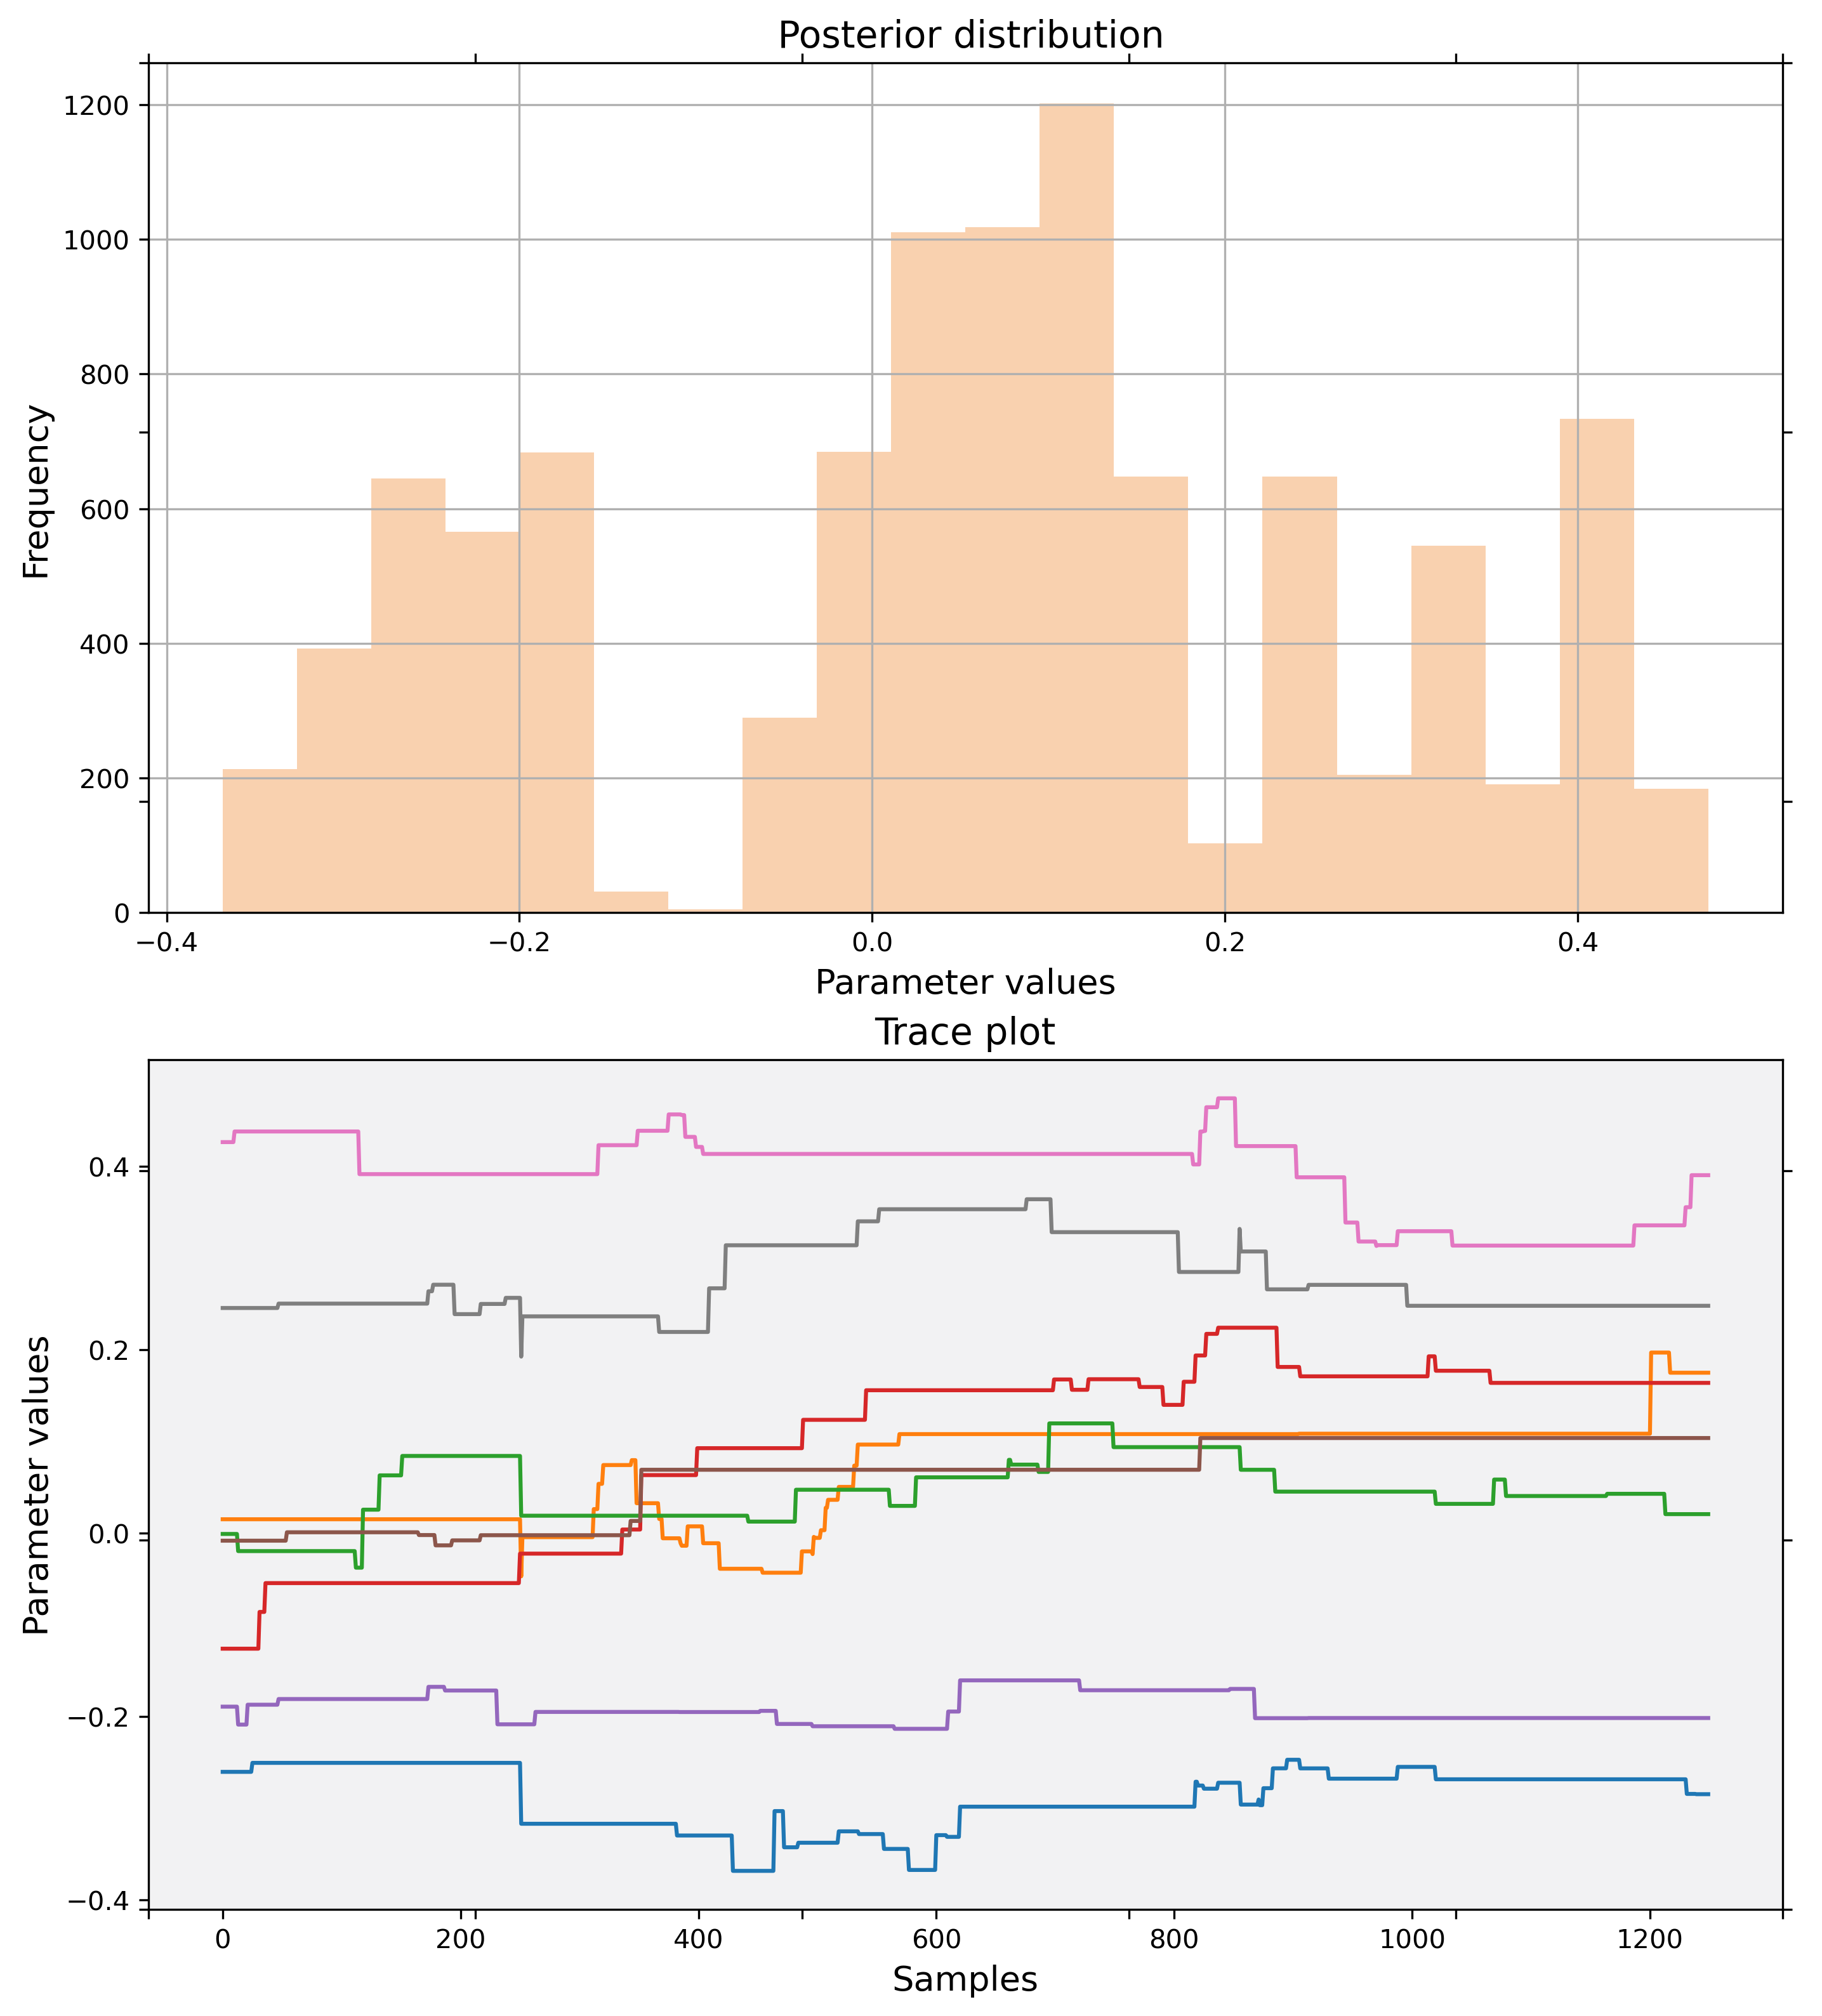 Posterior distribution
1200
1000
800
600
400
200
0
Frequency
−0.4 −0.2 0.0 0.2 0.4
Parameter values
Trace plot
0.4
0.2
0.0
−0.2
−0.4
Parameter values
0 200 400 600 800 1000 1200
Samples